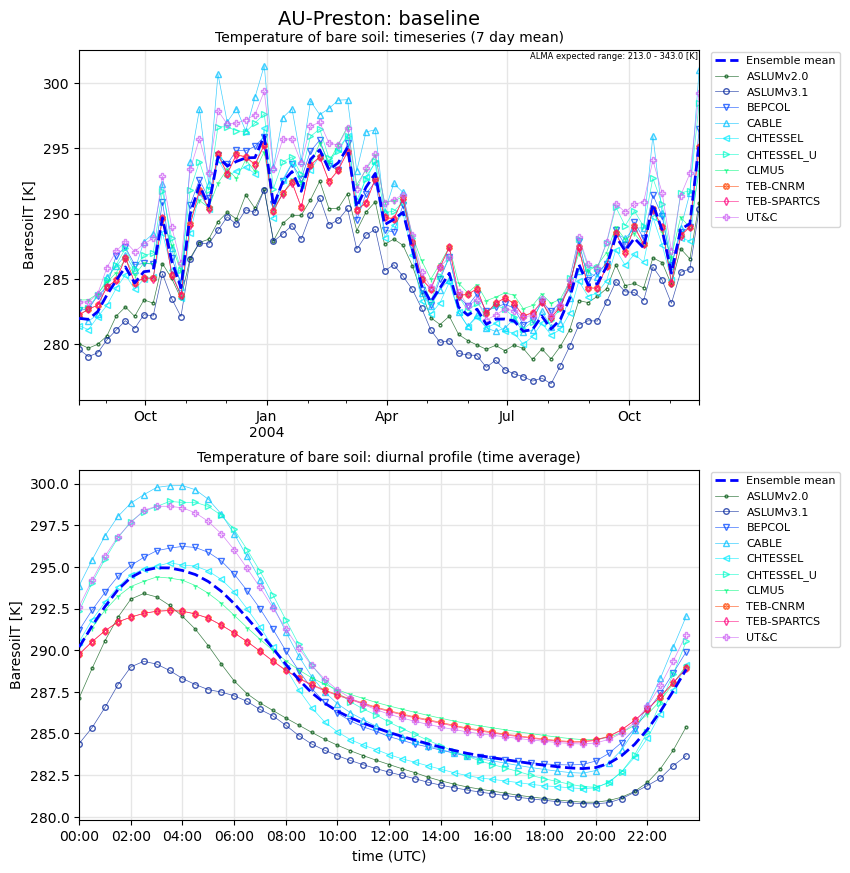 AU-Preston: baseline
Temperature of bare soil: timeseries (7 day mean)
ALMA expected range: 213.0 - 343.0 [K]
BaresoilT [K]
300
295
290
285
280
Oct
Jan
2004
Apr
Jul
Oct
Ensemble mean
ASLUMv2.0
ASLUMv3.1
BEPCOL
CABLE
CHTESSEL
CHTESSEL_U
CLMU5
TEB-CNRM
TEB-SPARTCS
UT&C
Temperature of bare soil: diurnal profile (time average)
BaresoilT [K]
300.0
297.5
295.0
292.5
290.0
287.5
285.0
282.5
280.0
00:00
02:00
04:00
06:00
08:00
10:00
12:00
14:00
16:00
18:00
20:00
22:00
time (UTC)
Ensemble mean
ASLUMv2.0
ASLUMv3.1
BEPCOL
CABLE
CHTESSEL
CHTESSEL_U
CLMU5
TEB-CNRM
TEB-SPARTCS
UT&C